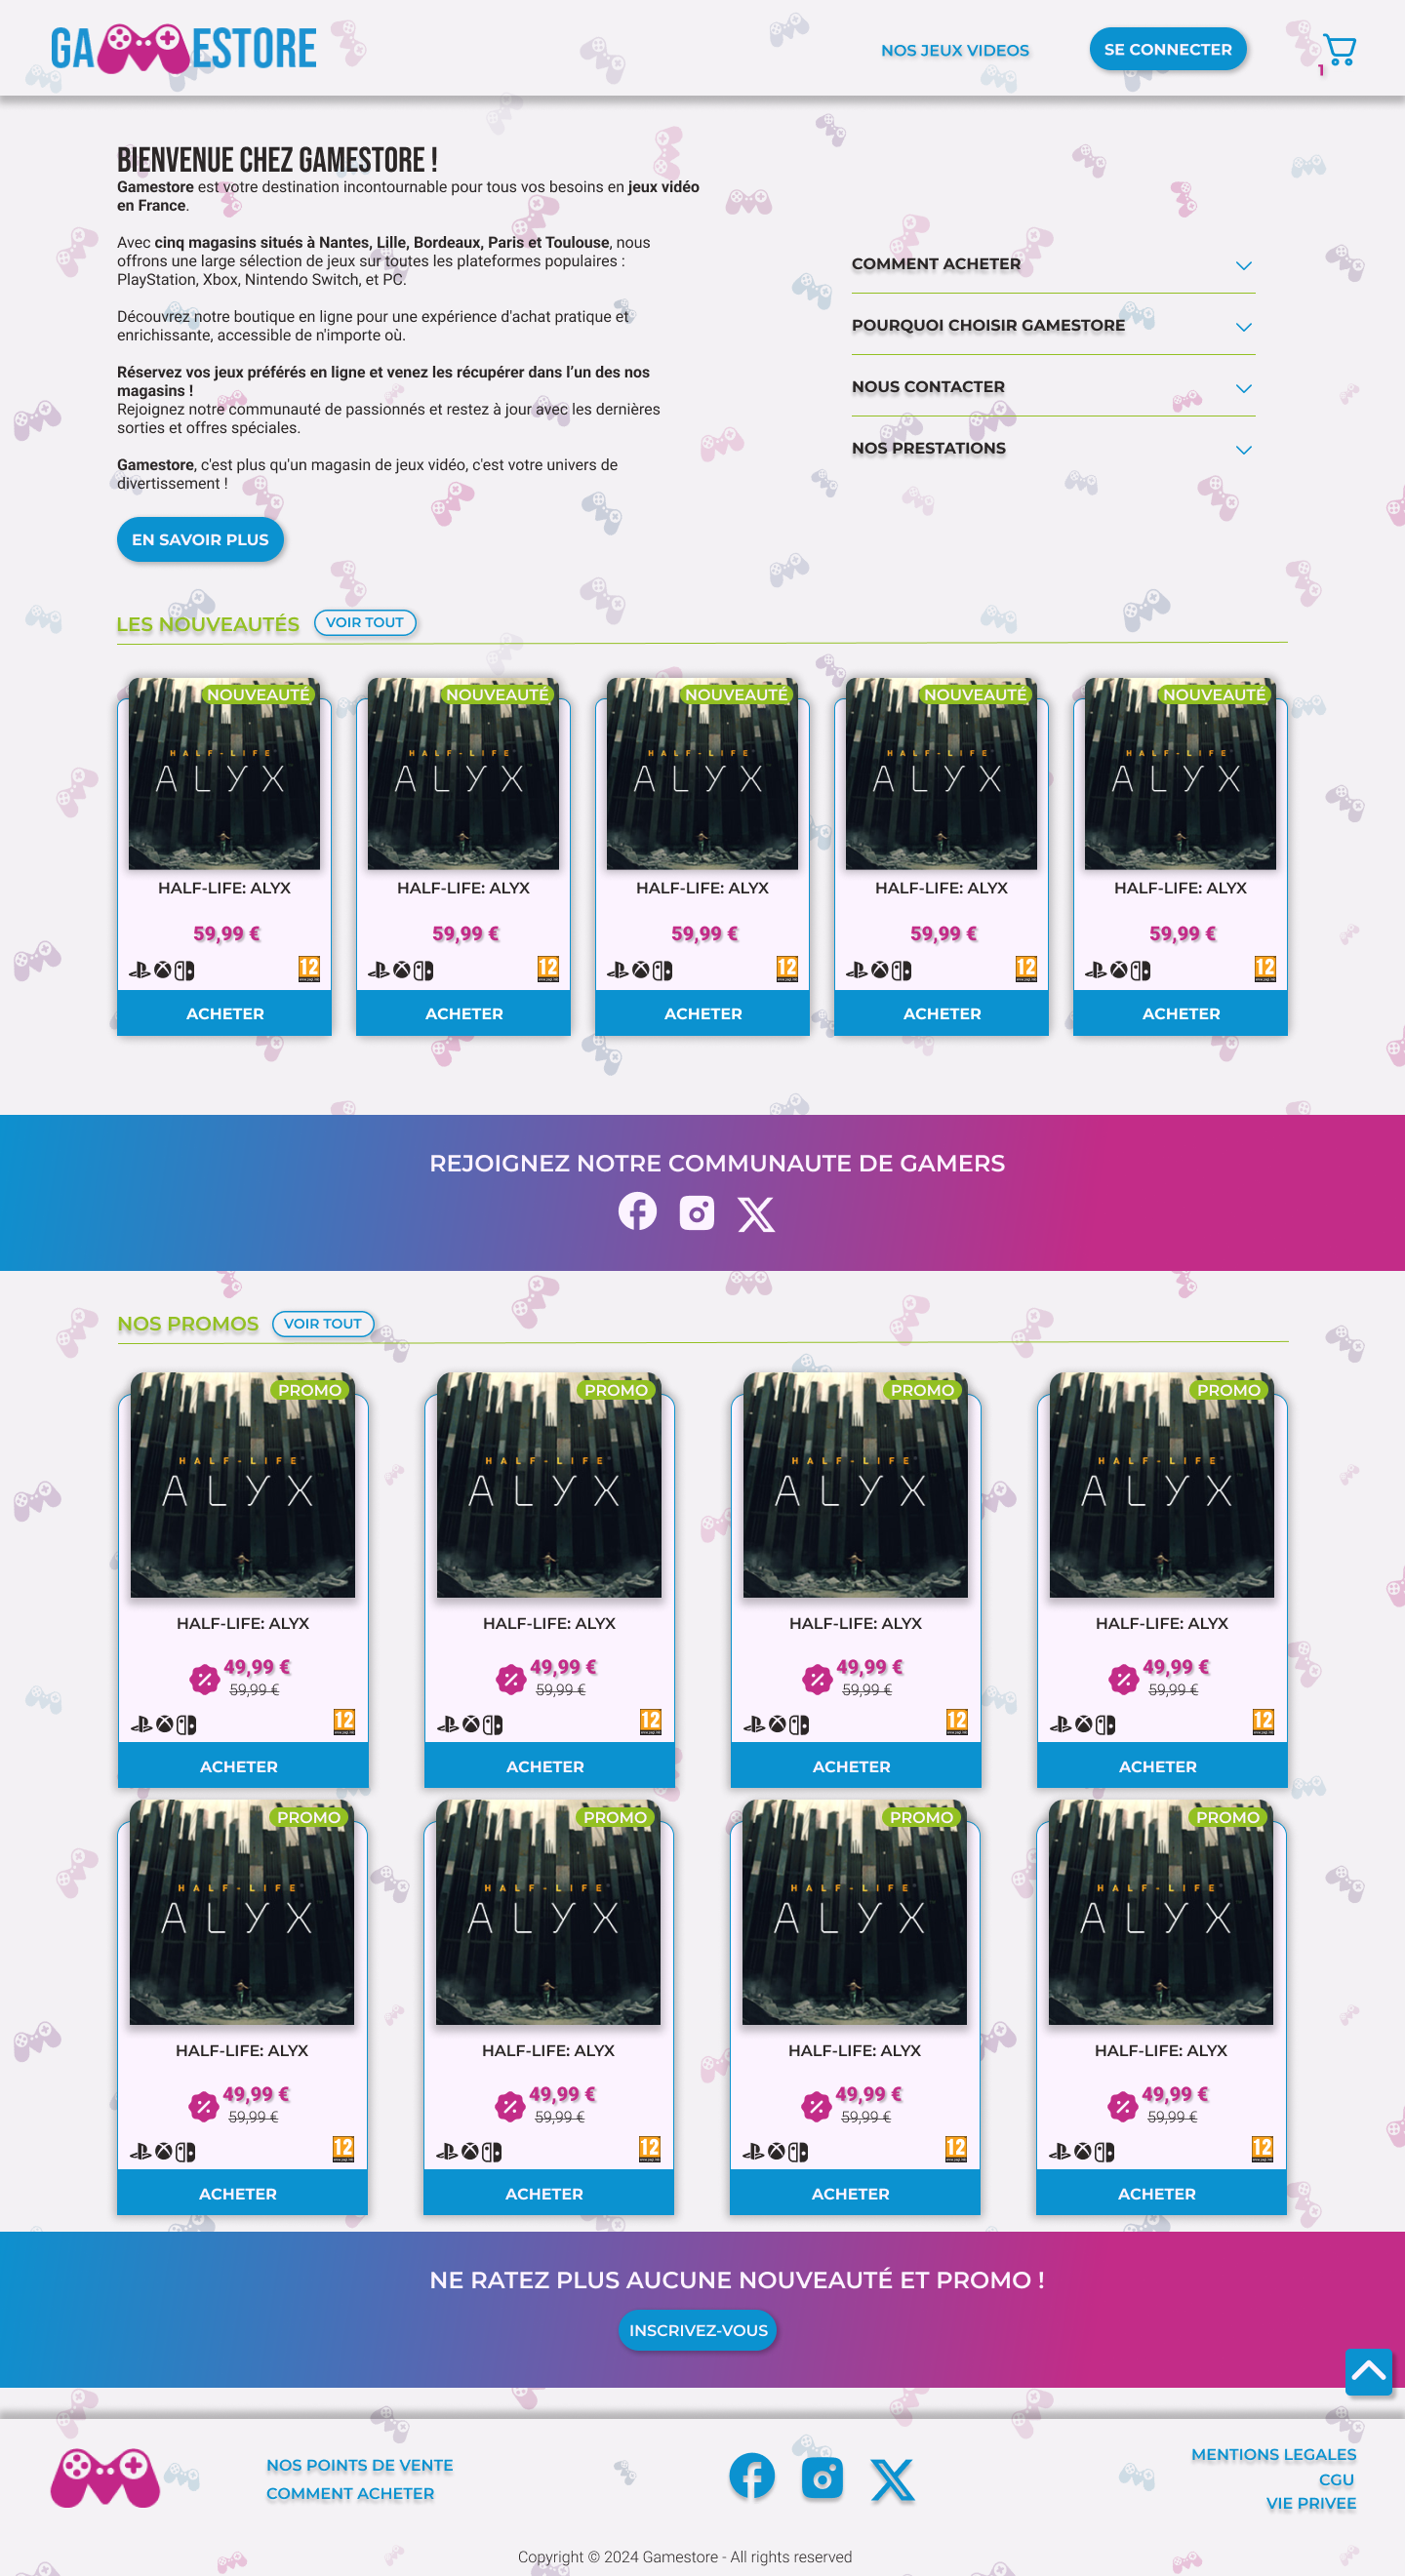 GAMESTORE
NOS JEUX VIDEOS
SE CONNECTER
1
BIENVENUE CHEZ GAMESTORE !
Gamestore est votre destination incontournable pour tous vos besoins en jeux vidéo
en France.
Avec cinq magasins situés à Nantes, Lille, Bordeaux, Paris et Toulouse, nous
offrons une large sélection de jeux sur toutes les plateformes populaires :
PlayStation, Xbox, Nintendo Switch, et PC.
Découvrez notre boutique en ligne pour une expérience d'achat pratique et
enrichissante, accessible de n'importe où.
Réservez vos jeux préférés en ligne et venez les récupérer dans l’un des nos
magasins !
Rejoignez notre communauté de passionnés et restez à jour avec les dernières
sorties et offres spéciales.
Gamestore, c'est plus qu'un magasin de jeux vidéo, c'est votre univers de
divertissement !
EN SAVOIR PLUS
COMMENT ACHETER
POURQUOI CHOISIR GAMESTORE
NOUS CONTACTER
NOS PRESTATIONS
LES NOUVEAUTÉS VOIR TOUT
NOUVEAUTÉ NOUVEAUTÉ NOUVEAUTÉ NOUVEAUTÉ NOUVEAUTÉ
HALF-LIFE HALF-LIFE HALF-LIFE HALF-LIFE HALF-LIFE
ALYX ALYX ALYX ALYX ALYX
HALF-LIFE: ALYX HALF-LIFE: ALYX HALF-LIFE: ALYX HALF-LIFE: ALYX HALF-LIFE: ALYX
59,99 € 59,99 € 59,99 € 59,99 € 59,99 €
12 12 12 12 12
ACHETER ACHETER ACHETER ACHETER ACHETER
REJOIGNEZ NOTRE COMMUNAUTE DE GAMERS
NOS PROMOS VOIR TOUT
PROMO PROMO PROMO PROMO
HALF-LIFE HALF-LIFE HALF-LIFE HALF-LIFE
ALYX ALYX ALYX ALYX
HALF-LIFE: ALYX HALF-LIFE: ALYX HALF-LIFE: ALYX HALF-LIFE: ALYX
49,99 € 49,99 € 49,99 € 49,99 €
59,99 € 59,99 € 59,99 € 59,99 €
12 12 12 12
ACHETER ACHETER ACHETER ACHETER
PROMO PROMO PROMO PROMO
HALF-LIFE HALF-LIFE HALF-LIFE HALF-LIFE
ALYX ALYX ALYX ALYX
HALF-LIFE: ALYX HALF-LIFE: ALYX HALF-LIFE: ALYX HALF-LIFE: ALYX
49,99 € 49,99 € 49,99 € 49,99 €
59,99 € 59,99 € 59,99 € 59,99 €
12 12 12 12
ACHETER ACHETER ACHETER ACHETER
NE RATEZ PLUS AUCUNE NOUVEAUTÉ ET PROMO !
INSCRIVEZ-VOUS
NOS POINTS DE VENTE
COMMENT ACHETER
MENTIONS LEGALES
CGU
VIE PRIVEE
Copyright © 2024 Gamestore - All rights reserved